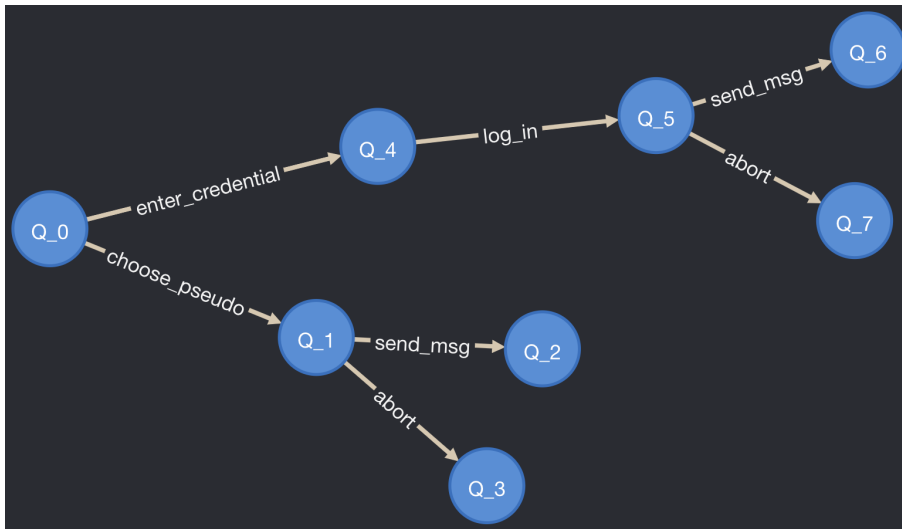 Q_6
send_msg
Q_5
log_in
Q_4
abort
enter_credential
Q_7
Q_0
choose_pseudo
Q_1
send_msg
Q_2
abort
Q_3